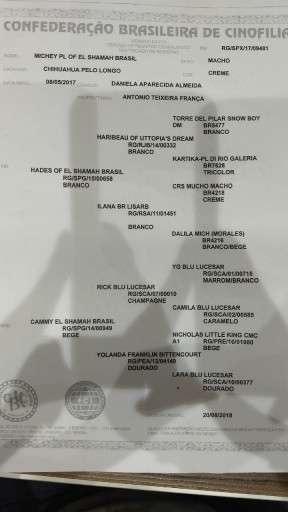 CONFEDERAÇÃO BRASILEIRA DE CINOFILIA
RG/SPX/17/09481
NOME: MICHEY PL OF EL SHAMAH BRASIL
SEXO: MACHO
CHIHUAHUA PELO LONGO
COR: CREME
08/05/2017
DANIELA APARECIDA ALMEIDA
PROPRIETÁRIO: ANTONIO TEIXEIRA FRANÇA
TORRE DEL PILAR SNOW BOY
DM BR8477
BRANCO
HARIBEAU OF UTTOPIA'S DREAM
RG/RJ/14/00332
BRANCO
KARTIKA-PL DI RIO GALERIA
BR7626
TRICOLOR
HADES OF EL SHAMAH BRASIL
RG/SPG/15/00658
BRANCO
CRS MUCHO MACHO
BR4218
CREME
ILANA BR LISARB
RG/RSA/11/01451
BRANCO
DALILA MICH (MORALES)
BR4216
BRANCO/BEGE
YG BLU LUCESAR
RG/SCA/01/00715
MARROM/BRANCO
RICK BLU LUCESAR
RG/SCA/07/00010
CHAMPAGNE
CAMILA BLU LUCESAR
RG/SCA/02/00585
CARAMELO
CAMMY EL SHAMAH BRASIL
RG/SPG/14/00949
BEGE
NICHOLAS LITTLE KING CMC
A1 RG/PRE/10/01060
BEGE
YOLANDA FRANKLIN BITTENCOURT
RG/PEA/12/04149
DOURADO
LARA BLU LUCESAR
RG/SCA/10/00377
DOURADO
20/08/2018